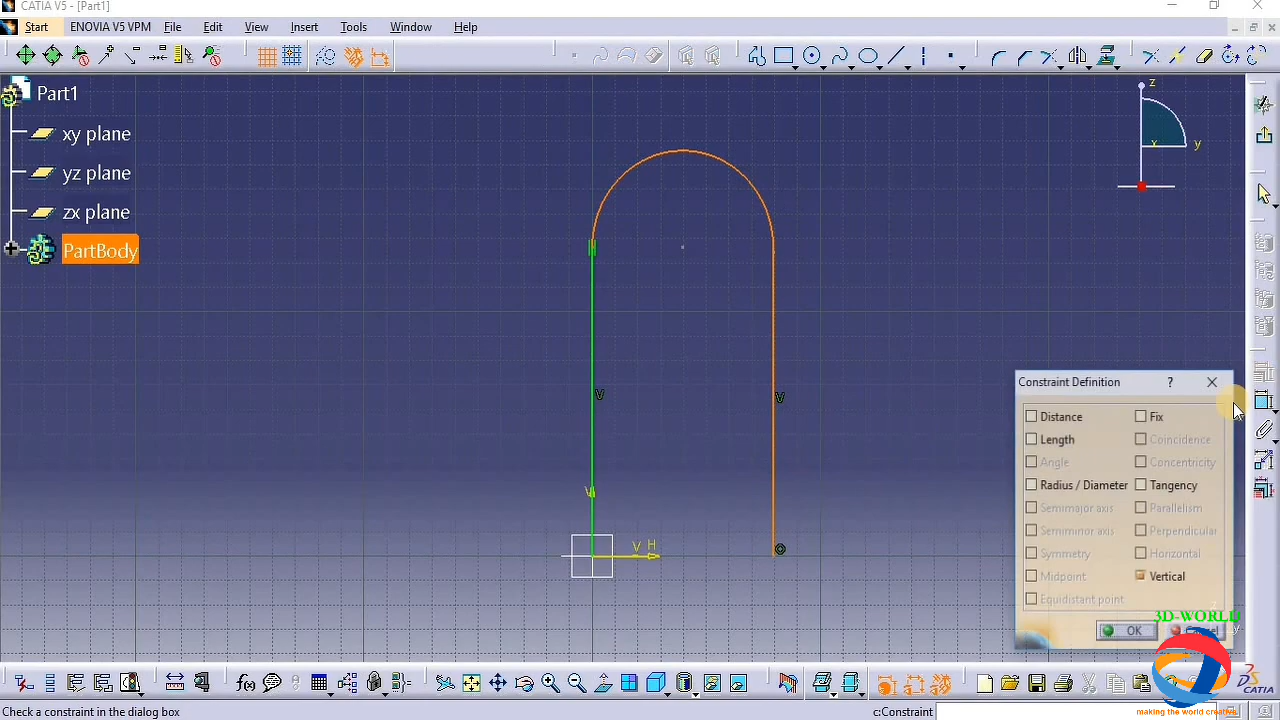 CATIA V5 - [Part1]
Start ENOVIA V5 VPM File Edit View Insert Tools Window Help
Part1
xy plane
yz plane
zx plane
PartBody
z
x
y
V
V
V
V H
Constraint Definition ?
Distance Fix
Length Coincidence
Angle Concentricity
Radius / Diameter Tangency
Semimajor axis Parallelism
Semiminor axis Perpendicular
Symmetry Horizontal
Midpoint Vertical
Equidistant point
OK
3D-WORLD
y
f(x)
CATIA
making the world creative.
Check a constraint in the dialog box c:Constraint